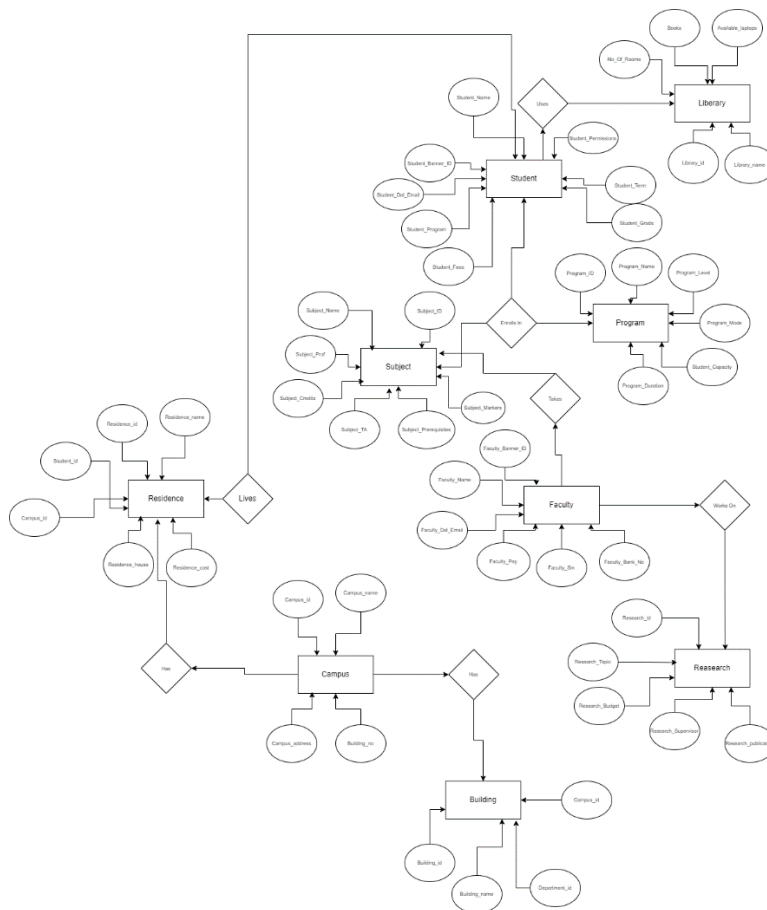 Books
Available_laptops
No_Of_Rooms
Liberary
Library_id
Library_name
Uses
Student_Name
Student_Permissions
Student_Banner_ID
Student_Dal_Email
Student
Student_Term
Student_Program
Student_Grade
Student_Fees
Enrolls In
Program_ID
Program_Name
Program_Level
Program
Program_Mode
Student_Capacity
Program_Duration
Subject_Name
Subject_ID
Subject_Prof
Subject
Subject_Credits
Subject_TA
Subject_Prerequisites
Subject_Markers
Takes
Residence_id
Residence_name
Student_id
Campus_id
Residence
Lives
Residence_house
Residence_cost
Faculty_Banner_ID
Faculty_Name
Faculty
Faculty_Dal_Email
Faculty_Pay
Faculty_Sin
Faculty_Bank_No
Works On
Research_id
Research_Topic
Reasearch
Research_Budget
Research_Supervisor
Research_publication
Campus_id
Campus_name
Has
Campus
Has
Campus_address
Building_no
Building
Campus_id
Building_id
Building_name
Department_id